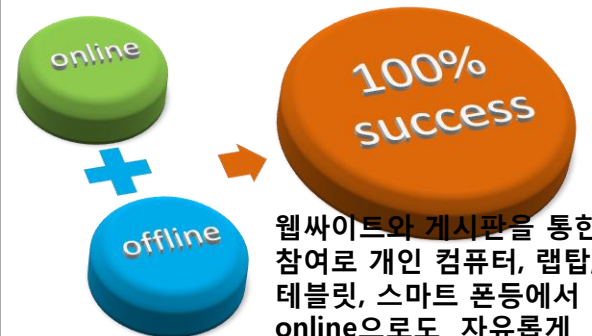 online
100%
success
offline
웹싸이트와 게시판을 통한
참여로 개인 컴퓨터, 랩탑,
테블릿, 스마트 폰등에서
online으로도 자유롭게